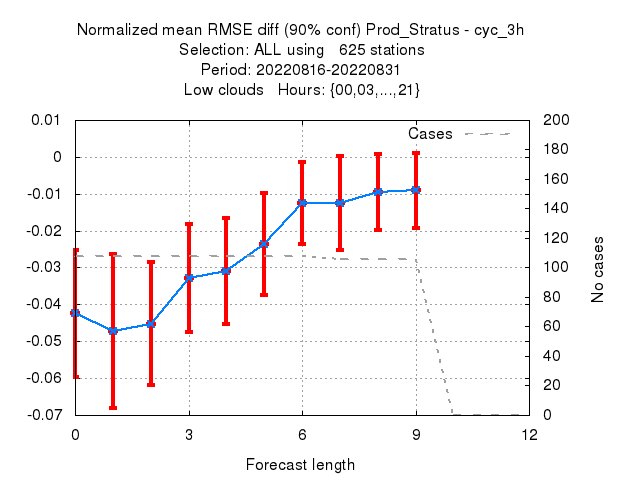 Normalized mean RMSE diff (90% conf) Prod_Stratus - cyc_3h
Selection: ALL using   625 stations
Period: 20220816-20220831
Low clouds   Hours: {00,03,...,21}
Cases
0.01
0
-0.01
-0.02
-0.03
-0.04
-0.05
-0.06
-0.07
200
180
160
140
120
100
80
60
40
20
0
No cases
0 3 6 9 12
Forecast length